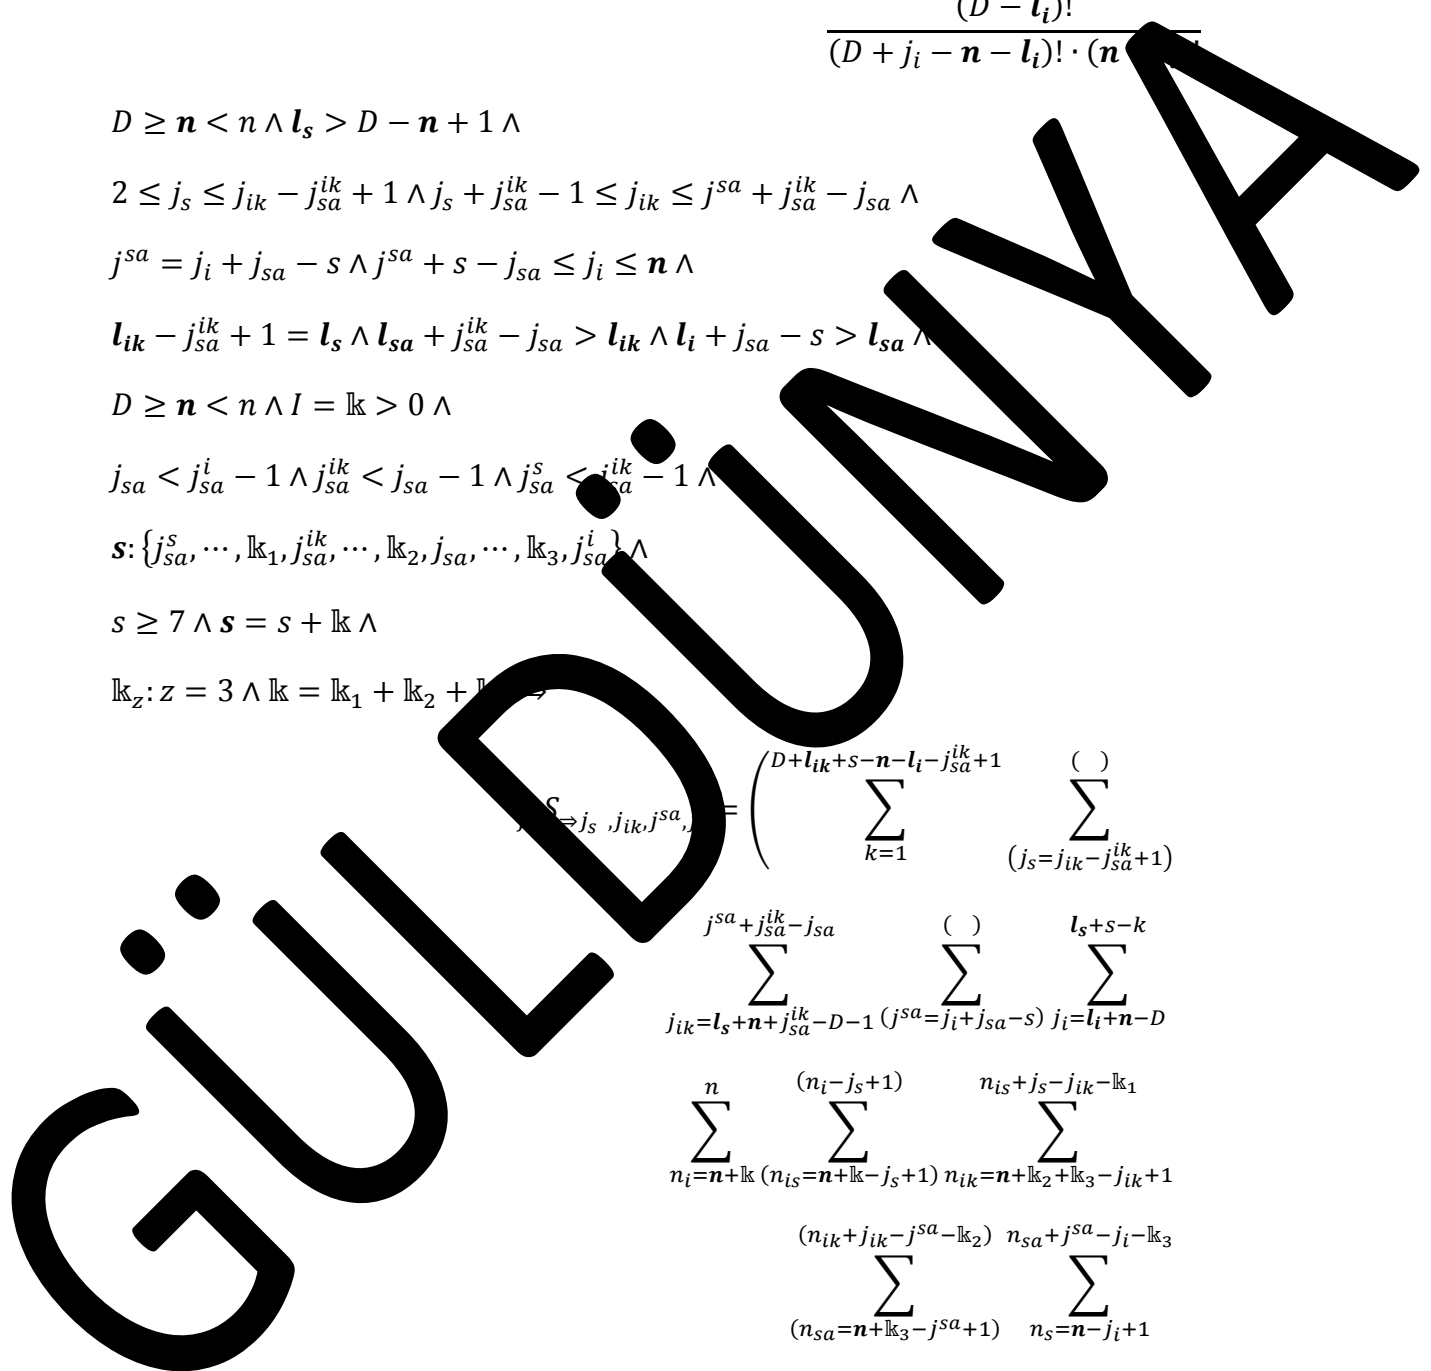 (D − l_i)!
(D + j_i − n − l_i)! · (n
D ≥ n < n ∧ l_s > D − n + 1 ∧
2 ≤ j_s ≤ j_ik − j_sa^ik + 1 ∧ j_s + j_sa^ik − 1 ≤ j_ik ≤ j^sa + j_sa^ik − j_sa ∧
j^sa = j_i + j_sa − s ∧ j^sa + s − j_sa ≤ j_i ≤ n ∧
l_ik − j_sa^ik + 1 = l_s ∧ l_sa + j_sa^ik − j_sa > l_ik ∧ l_i + j_sa − s > l_sa ∧
D ≥ n < n ∧ I = 𝕜 > 0 ∧
j_sa < j_sa^i − 1 ∧ j_sa^ik < j_sa − 1 ∧ j_sa^s < j_sa^ik − 1 ∧
s: {j_sa^s, ⋯ , 𝕜_1, j_sa^ik, ⋯ , 𝕜_2, j_sa, ⋯ , 𝕜_3, j_sa^i} ∧
s ≥ 7 ∧ s = s + 𝕜 ∧
𝕜_z: z = 3 ∧ 𝕜 = 𝕜_1 + 𝕜_2 + ⇒
D+l_ik+s−n−l_i−j_sa^ik+1 ( )
S ⇒j_s ,j_ik,j^sa, = ( ∑ ∑
k=1 (j_s=j_ik−j_sa^ik+1)
j^sa+j_sa^ik−j_sa ( ) l_s+s−k
∑ ∑ ∑
j_ik=l_s+n+j_sa^ik−D−1 (j^sa=j_i+j_sa−s) j_i=l_i+n−D
n (n_i−j_s+1) n_is+j_s−j_ik−𝕜_1
∑ ∑ ∑
n_i=n+𝕜 (n_is=n+𝕜−j_s+1) n_ik=n+𝕜_2+𝕜_3−j_ik+1
(n_ik+j_ik−j^sa−𝕜_2) n_sa+j^sa−j_i−𝕜_3
∑ ∑
(n_sa=n+𝕜_3−j^sa+1) n_s=n−j_i+1
GÜLDÜNYA